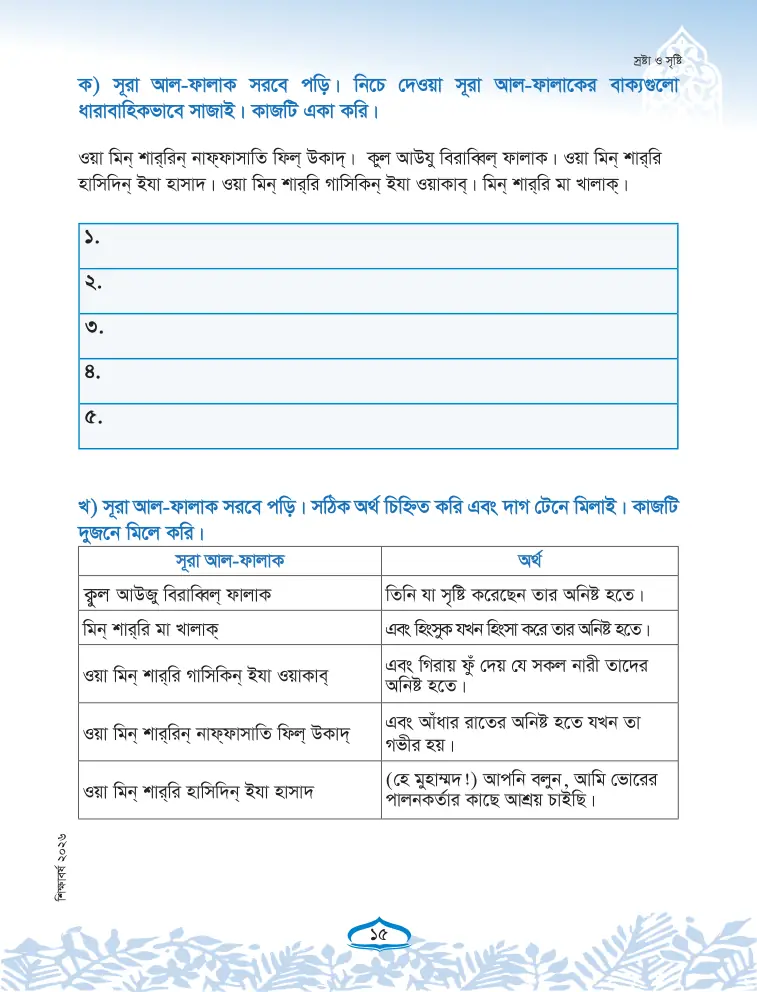 স্রষ্টা ও সৃষ্টি
ক) সূরা আল-ফালাক সরবে পড়ি। নিচে দেওয়া সূরা আল-ফালাকের বাক্যগুলো
ধারাবাহিকভাবে সাজাই। কাজটি একা করি।
ওয়া মিন্ শার্‌রিন্ নাফ্‌ফাসাতি ফিল্ উকাদ্। কুল আউযু বিরাব্বিল্ ফালাক। ওয়া মিন্ শার্‌রি
হাসিদিন্ ইযা হাসাদ। ওয়া মিন্ শার্‌রি গাসিকিন্ ইযা ওয়াকাব্। মিন্ শার্‌রি মা খালাক্।
১.
২.
৩.
৪.
৫.
খ) সূরা আল-ফালাক সরবে পড়ি। সঠিক অর্থ চিহ্নিত করি এবং দাগ টেনে মিলাই। কাজটি
দুজনে মিলে করি।
সূরা আল-ফালাক অর্থ
ক্বুল আউজু বিরাব্বিল্ ফালাক তিনি যা সৃষ্টি করেছেন তার অনিষ্ট হতে।
মিন্ শার্‌রি মা খালাক্ এবং হিংসুক যখন হিংসা করে তার অনিষ্ট হতে।
ওয়া মিন্ শার্‌রি গাসিকিন্ ইযা ওয়াকাব্ এবং গিরায় ফুঁ দেয় যে সকল নারী তাদের
অনিষ্ট হতে।
ওয়া মিন্ শার্‌রিন্ নাফ্‌ফাসাতি ফিল্ উকাদ্ এবং আঁধার রাতের অনিষ্ট হতে যখন তা
গভীর হয়।
ওয়া মিন্ শার্‌রি হাসিদিন্ ইযা হাসাদ (হে মুহাম্মদ!) আপনি বলুন, আমি ভোরের
পালনকর্তার কাছে আশ্রয় চাইছি।
শিক্ষাবর্ষ ২০২৬
১৫